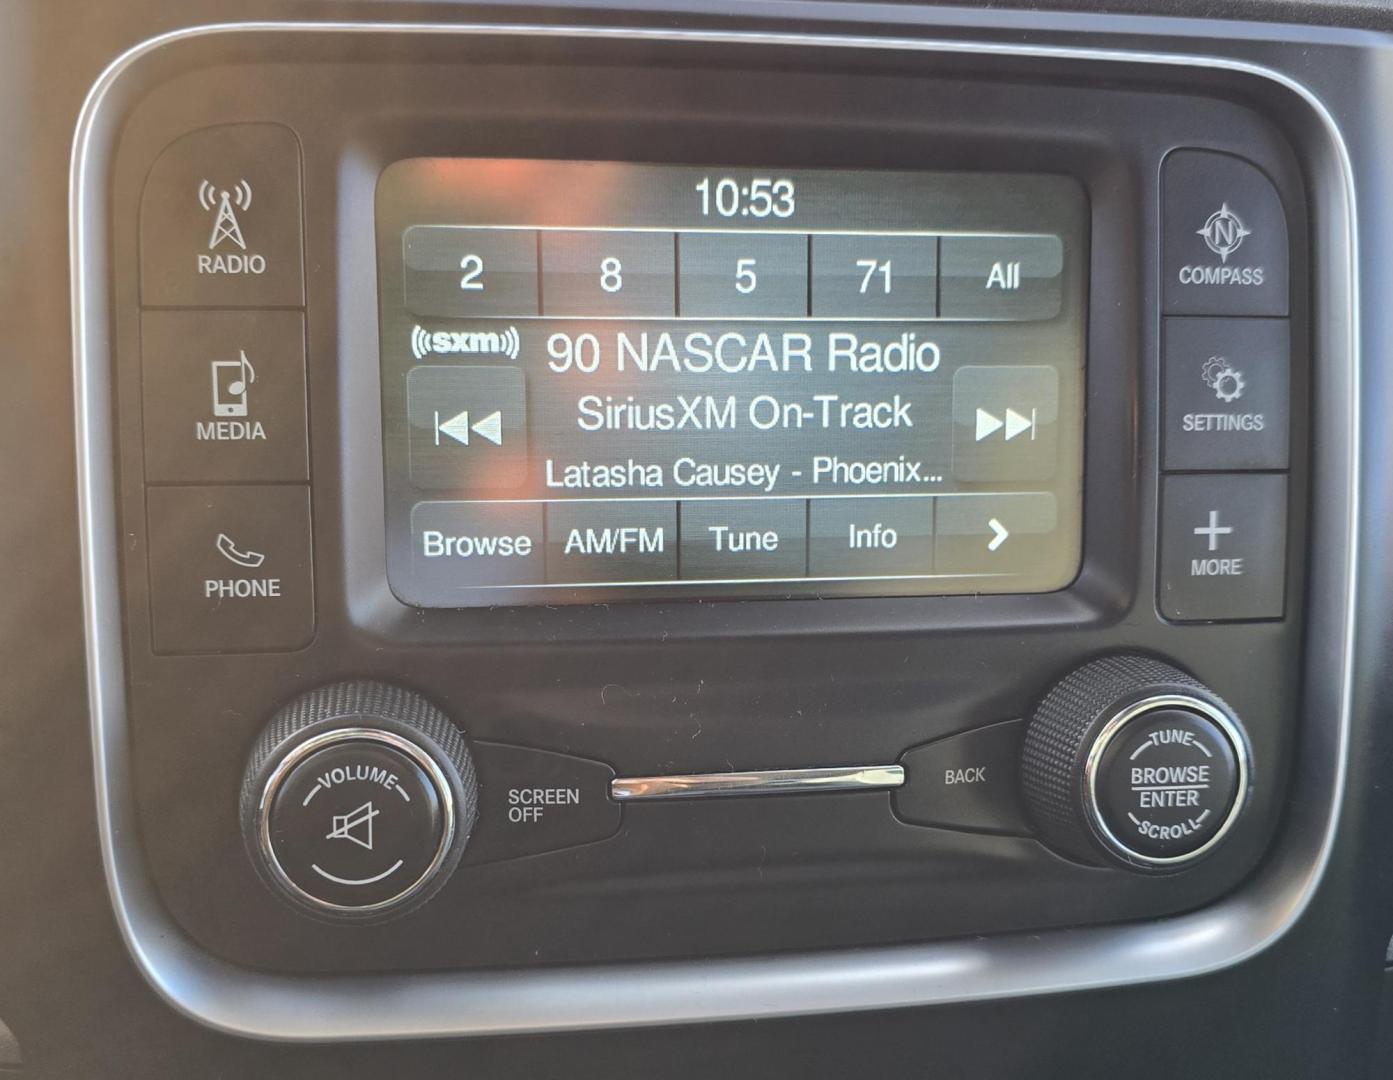 10:53
2 8 5 71 All
sxm 90 NASCAR Radio
SiriusXM On-Track
Latasha Causey - Phoenix...
Browse AM/FM Tune Info
RADIO
MEDIA
PHONE
N
COMPASS
SETTINGS
MORE
VOLUME
SCREEN
OFF
BACK
TUNE
BROWSE
ENTER
SCROLL